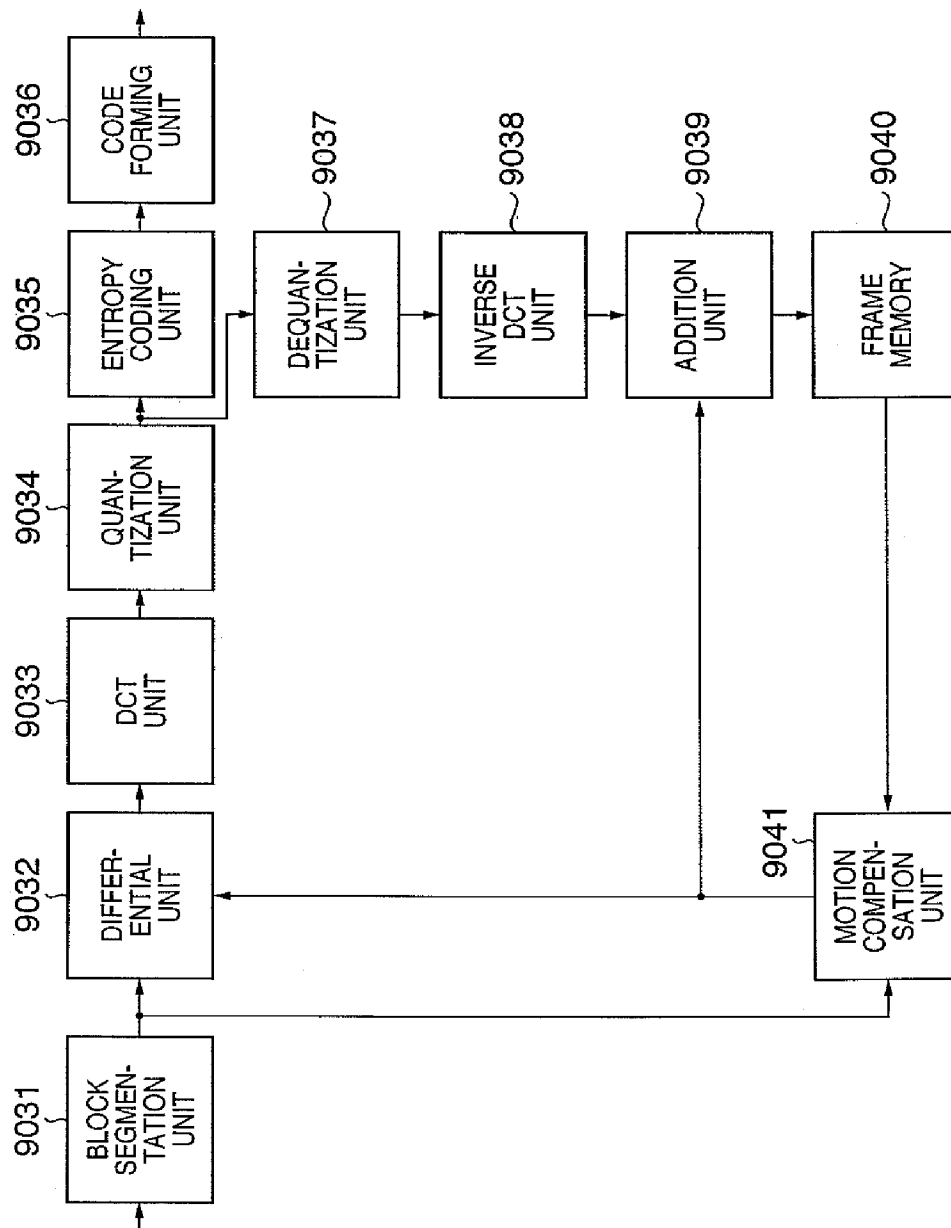 9031
BLOCK
SEGMEN-
TATION
UNIT
9032
DIFFER-
ENTIAL
UNIT
9033
DCT
UNIT
9034
QUAN-
TIZATION
UNIT
9035
ENTROPY
CODING
UNIT
9036
CODE
FORMING
UNIT
9037
DEQUAN-
TIZATION
UNIT
9038
INVERSE
DCT
UNIT
9039
ADDITION
UNIT
9040
FRAME
MEMORY
9041
MOTION
COMPEN-
SATION
UNIT